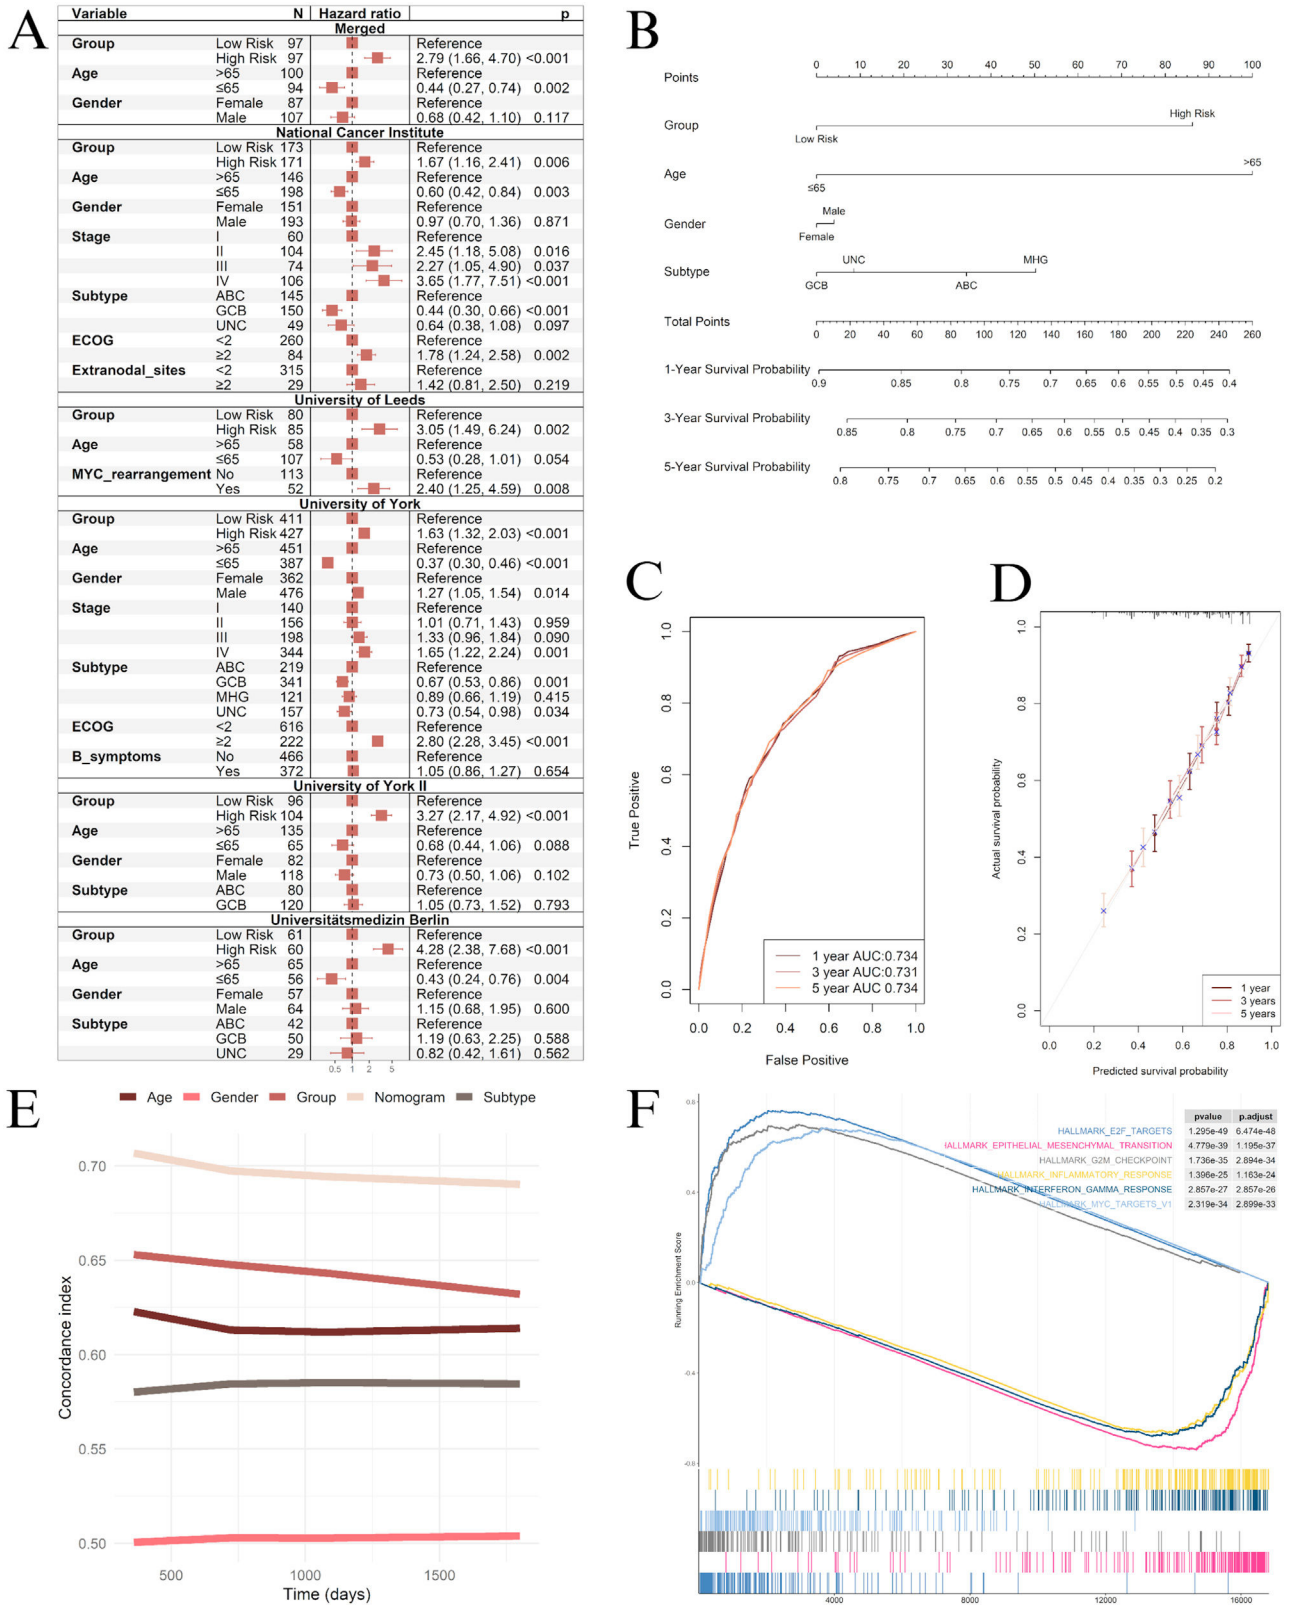 A
Variable N Hazard ratio p
Merged
Group Low Risk 97 Reference
High Risk 97 2.79 (1.66, 4.70) <0.001
Age >65 100 Reference
≤65 94 0.44 (0.27, 0.74) 0.002
Gender Female 87 Reference
Male 107 0.68 (0.42, 1.10) 0.117
National Cancer Institute
Group Low Risk 173 Reference
High Risk 171 1.67 (1.16, 2.41) 0.006
Age >65 146 Reference
≤65 198 0.60 (0.42, 0.84) 0.003
Gender Female 151 Reference
Male 193 0.97 (0.70, 1.36) 0.871
Stage I 60 Reference
II 104 2.45 (1.18, 5.08) 0.016
III 74 2.27 (1.05, 4.90) 0.037
IV 106 3.65 (1.77, 7.51) <0.001
Subtype ABC 145 Reference
GCB 150 0.44 (0.30, 0.66) <0.001
UNC 49 0.64 (0.38, 1.08) 0.097
ECOG <2 260 Reference
≥2 84 1.78 (1.24, 2.58) 0.002
Extranodal_sites <2 315 Reference
≥2 29 1.42 (0.81, 2.50) 0.219
University of Leeds
Group Low Risk 80 Reference
High Risk 85 3.05 (1.49, 6.24) 0.002
Age >65 58 Reference
≤65 107 0.53 (0.28, 1.01) 0.054
MYC_rearrangement No 113 Reference
Yes 52 2.40 (1.25, 4.59) 0.008
University of York
Group Low Risk 411 Reference
High Risk 427 1.63 (1.32, 2.03) <0.001
Age >65 451 Reference
≤65 387 0.37 (0.30, 0.46) <0.001
Gender Female 362 Reference
Male 476 1.27 (1.05, 1.54) 0.014
Stage I 140 Reference
II 156 1.01 (0.71, 1.43) 0.959
III 198 1.33 (0.96, 1.84) 0.090
IV 344 1.65 (1.22, 2.24) 0.001
Subtype ABC 219 Reference
GCB 341 0.67 (0.53, 0.86) 0.001
MHG 121 0.89 (0.66, 1.19) 0.415
UNC 157 0.73 (0.54, 0.98) 0.034
ECOG <2 616 Reference
≥2 222 2.80 (2.28, 3.45) <0.001
B_symptoms No 466 Reference
Yes 372 1.05 (0.86, 1.27) 0.654
University of York II
Group Low Risk 96 Reference
High Risk 104 3.27 (2.17, 4.92) <0.001
Age >65 135 Reference
≤65 65 0.68 (0.44, 1.06) 0.088
Gender Female 82 Reference
Male 118 0.73 (0.50, 1.06) 0.102
Subtype ABC 80 Reference
GCB 120 1.05 (0.73, 1.52) 0.793
Universitätsmedizin Berlin
Group Low Risk 61 Reference
High Risk 60 4.28 (2.38, 7.68) <0.001
Age >65 65 Reference
≤65 56 0.43 (0.24, 0.76) 0.004
Gender Female 57 Reference
Male 64 1.15 (0.68, 1.95) 0.600
Subtype ABC 42 Reference
GCB 50 1.19 (0.63, 2.25) 0.588
UNC 29 0.82 (0.42, 1.61) 0.562
0.5 1 2 5
B
Points 0 10 20 30 40 50 60 70 80 90 100
High Risk
Group
Low Risk
>65
Age
≤65
Male
Gender
Female
UNC MHG
Subtype
GCB ABC
Total Points
0 20 40 60 80 100 120 140 160 180 200 220 240 260
1-Year Survival Probability
0.9 0.85 0.8 0.75 0.7 0.65 0.6 0.55 0.5 0.45 0.4
3-Year Survival Probability
0.85 0.8 0.75 0.7 0.65 0.6 0.55 0.5 0.45 0.4 0.35 0.3
5-Year Survival Probability
0.8 0.75 0.7 0.65 0.6 0.55 0.5 0.45 0.4 0.35 0.3 0.25 0.2
C
True Positive
1.0
0.8
0.6
0.4
0.2
0.0
1 year AUC:0.734
3 year AUC:0.731
5 year AUC 0.734
0.0 0.2 0.4 0.6 0.8 1.0
False Positive
D
Actual survival probability
1.0
0.8
0.6
0.4
0.2
0.0
1 year
3 years
5 years
0.0 0.2 0.4 0.6 0.8 1.0
Predicted survival probability
E
Age Gender Group Nomogram Subtype
Concordance index
0.70
0.65
0.60
0.55
0.50
500 1000 1500
Time (days)
F
Running Enrichment Score
0.8
0.4
0.0
-0.4
-0.8
pvalue p.adjust
HALLMARK_E2F_TARGETS 1.295e-49 6.474e-48
HALLMARK_EPITHELIAL_MESENCHYMAL_TRANSITION 4.779e-39 1.195e-37
HALLMARK_G2M_CHECKPOINT 1.736e-35 2.894e-34
HALLMARK_INFLAMMATORY_RESPONSE 1.396e-25 1.163e-24
HALLMARK_INTERFERON_GAMMA_RESPONSE 2.857e-27 2.857e-26
HALLMARK_MYC_TARGETS_V1 2.319e-34 2.899e-33
4000 8000 12000 16000